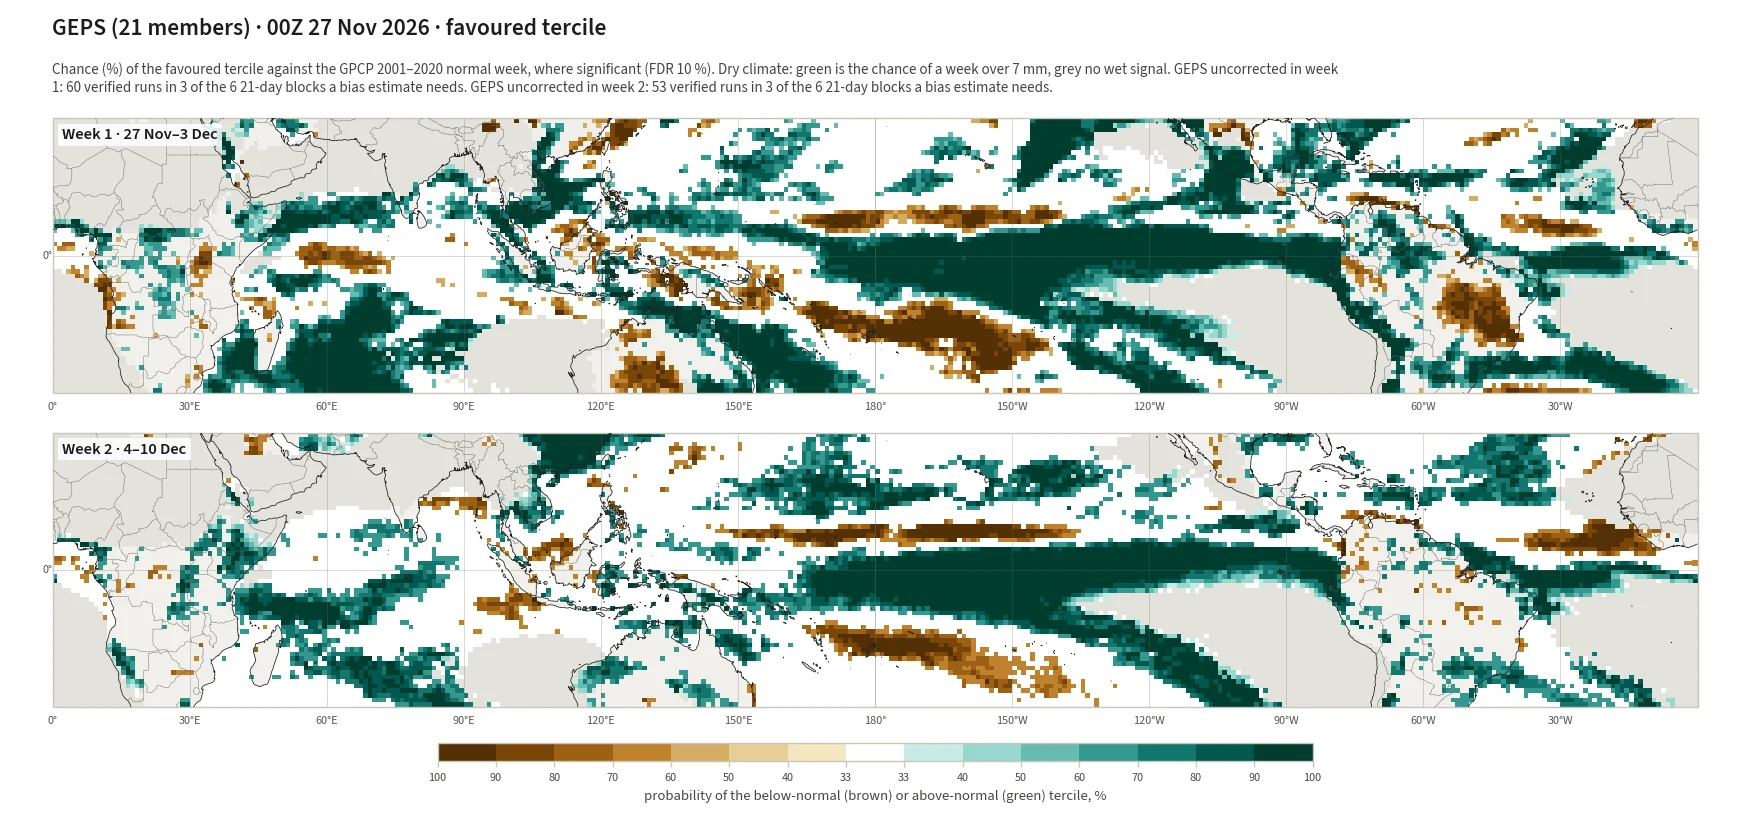 GEPS (21 members) · 00Z 27 Nov 2026 · favoured tercile
Chance (%) of the favoured tercile against the GPCP 2001–2020 normal week, where significant (FDR 10 %). Dry climate: green is the chance of a week over 7 mm, grey no wet signal. GEPS uncorrected in week
1: 60 verified runs in 3 of the 6 21-day blocks a bias estimate needs. GEPS uncorrected in week 2: 53 verified runs in 3 of the 6 21-day blocks a bias estimate needs.
Week 1 · 27 Nov–3 Dec
0°
0° 30°E 60°E 90°E 120°E 150°E 180° 150°W 120°W 90°W 60°W 30°W
Week 2 · 4–10 Dec
0°
0° 30°E 60°E 90°E 120°E 150°E 180° 150°W 120°W 90°W 60°W 30°W
100 90 80 70 60 50 40 33 33 40 50 60 70 80 90 100
probability of the below-normal (brown) or above-normal (green) tercile, %